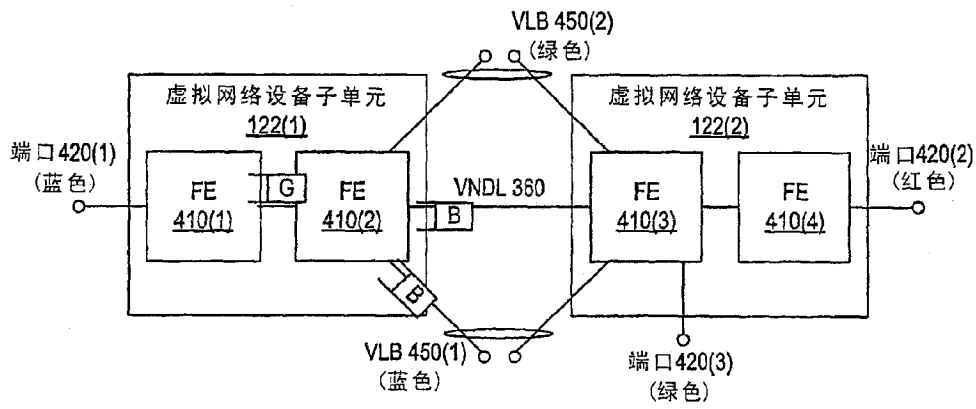 VLB 450(2)
(绿色)
虚拟网络设备子单元
122(1)
虚拟网络设备子单元
122(2)
端口420(1)
(蓝色)
FE
410(1)
G
FE
410(2)
B
VNDL 360
FE
410(3)
FE
410(4)
端口420(2)
(红色)
B
VLB 450(1)
(蓝色)
端口420(3)
(绿色)